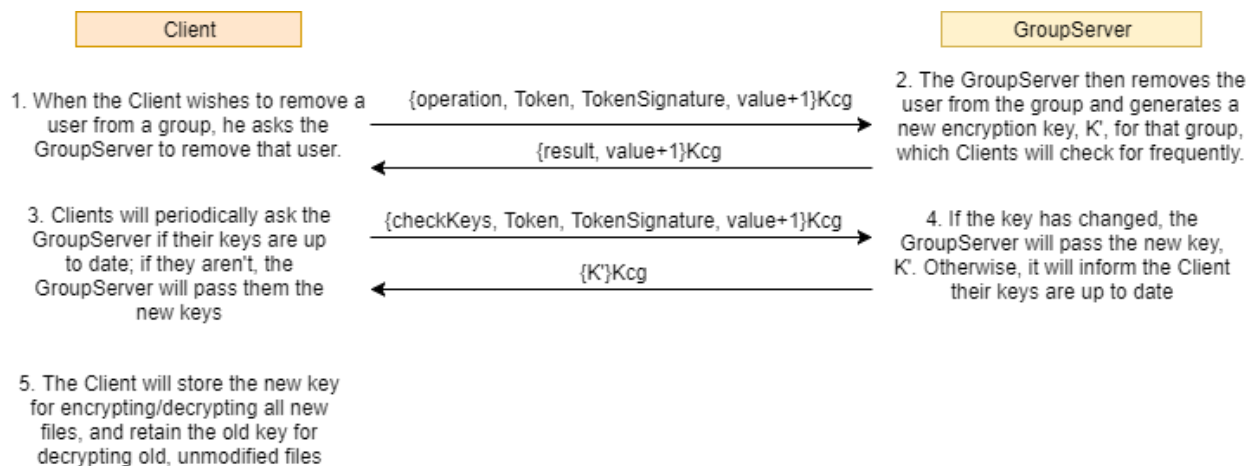 Client
GroupServer
1. When the Client wishes to remove a
user from a group, he asks the
GroupServer to remove that user.
{operation, Token, TokenSignature, value+1}Kcg
{result, value+1}Kcg
2. The GroupServer then removes the
user from the group and generates a
new encryption key, K', for that group,
which Clients will check for frequently.
3. Clients will periodically ask the
GroupServer if their keys are up
to date; if they aren't, the
GroupServer will pass them the
new keys
{checkKeys, Token, TokenSignature, value+1}Kcg
{K'}Kcg
4. If the key has changed, the
GroupServer will pass the new key,
K'. Otherwise, it will inform the Client
their keys are up to date
5. The Client will store the new key
for encrypting/decrypting all new
files, and retain the old key for
decrypting old, unmodified files